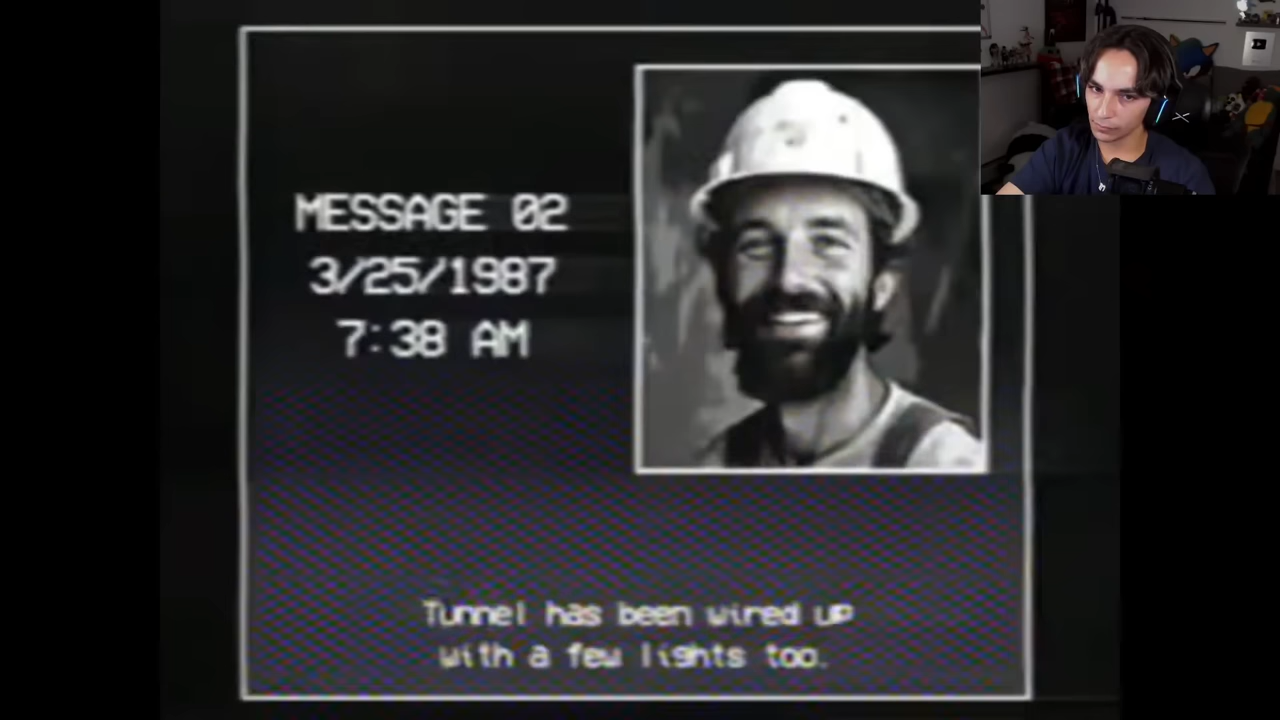 MESSAGE 02
3/25/1987
7:38 AM
Tunnel has been wired up
with a few lights too.